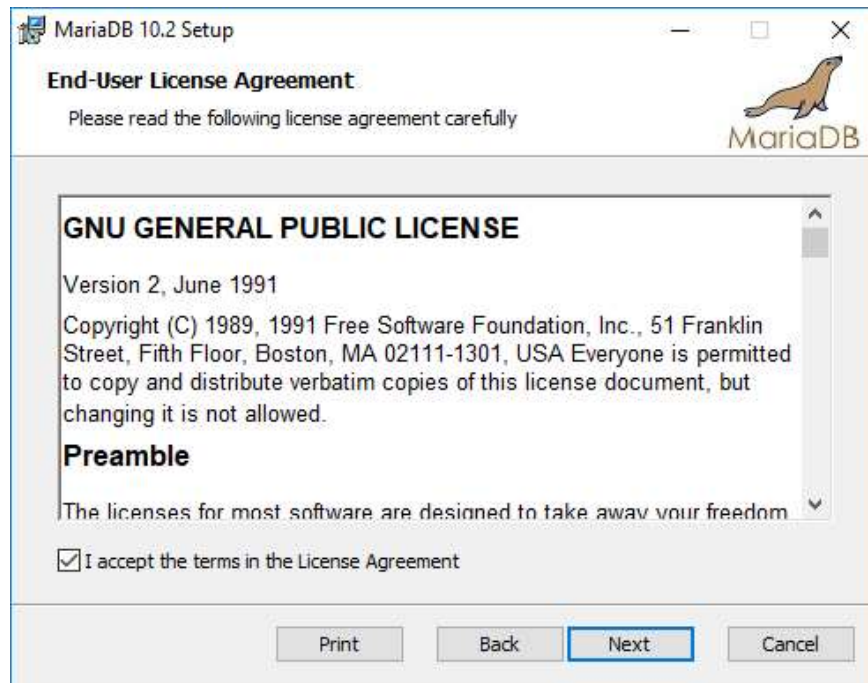 MariaDB 10.2 Setup
End-User License Agreement
Please read the following license agreement carefully
MariaDB
GNU GENERAL PUBLIC LICENSE
Version 2, June 1991
Copyright (C) 1989, 1991 Free Software Foundation, Inc., 51 Franklin
Street, Fifth Floor, Boston, MA 02111-1301, USA Everyone is permitted
to copy and distribute verbatim copies of this license document, but
changing it is not allowed.
Preamble
The licenses for most software are designed to take away your freedom
I accept the terms in the License Agreement
Print Back Next Cancel